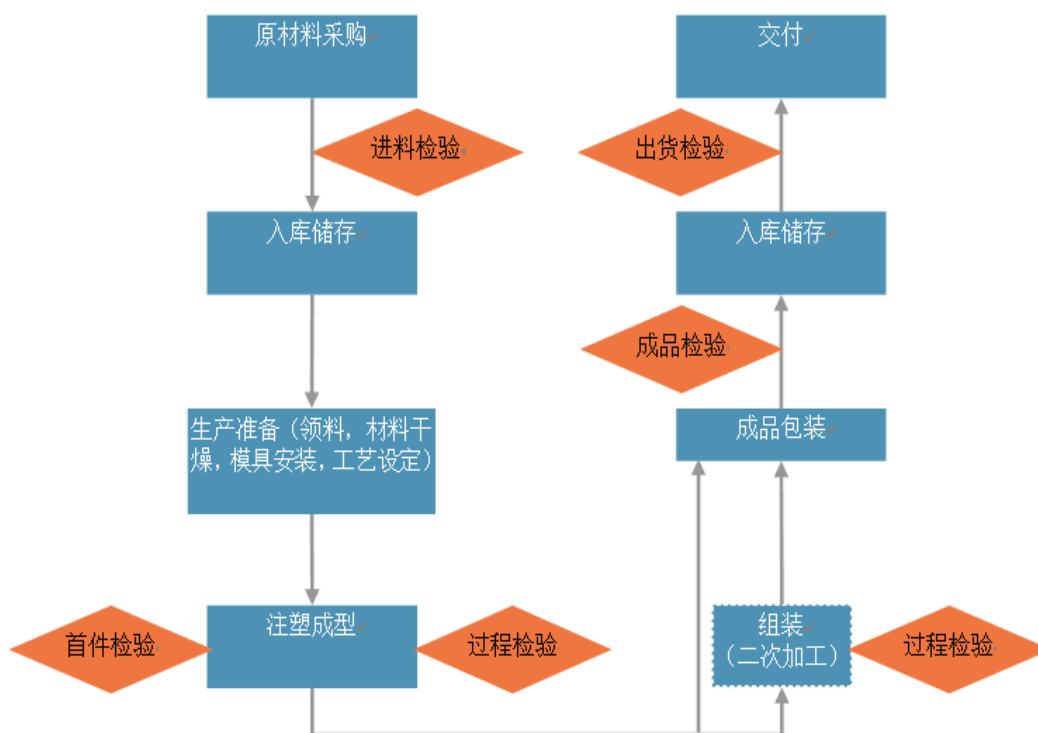 原材料采购
进料检验
入库储存
生产准备（领料，材料干
燥，模具安装，工艺设定）
首件检验
注塑成型
过程检验
交付
出货检验
入库储存
成品检验
成品包装
组装
（二次加工）
过程检验